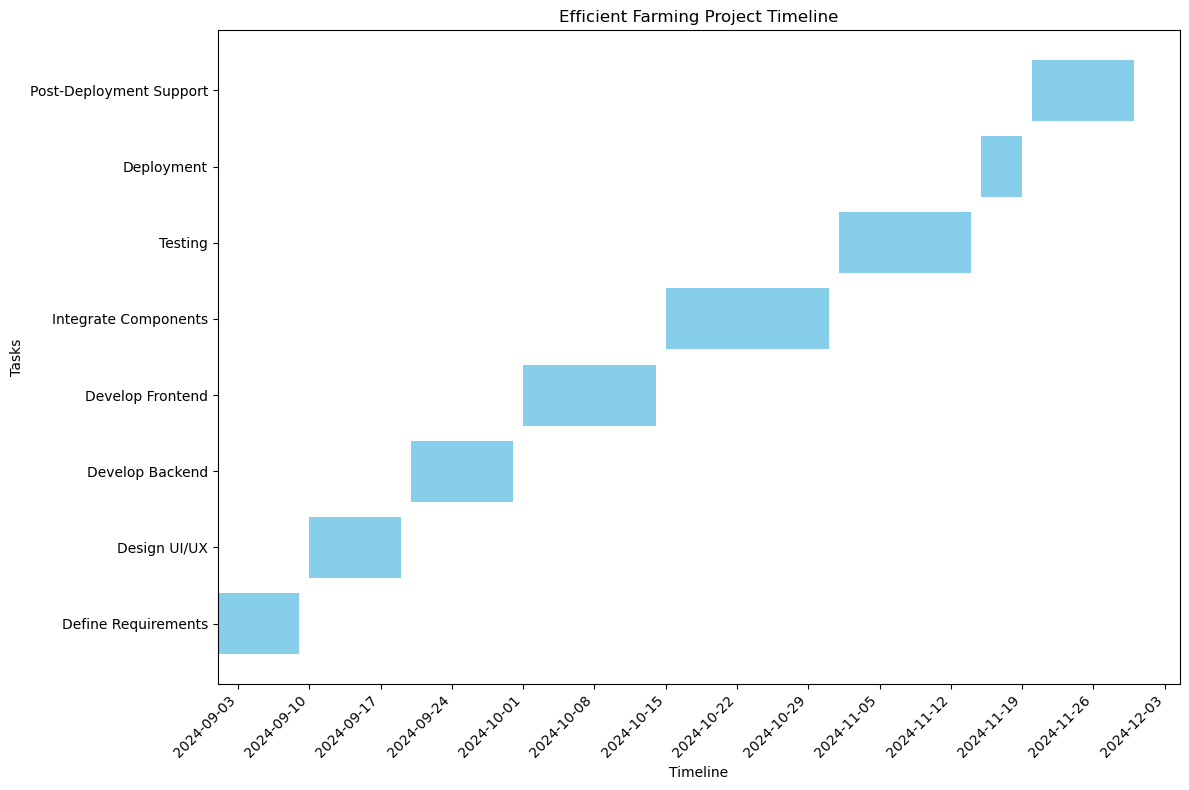 Efficient Farming Project Timeline
Tasks
Post-Deployment Support
Deployment
Testing
Integrate Components
Develop Frontend
Develop Backend
Design UI/UX
Define Requirements
2024-09-03
2024-09-10
2024-09-17
2024-09-24
2024-10-01
2024-10-08
2024-10-15
2024-10-22
2024-10-29
2024-11-05
2024-11-12
2024-11-19
2024-11-26
2024-12-03
Timeline